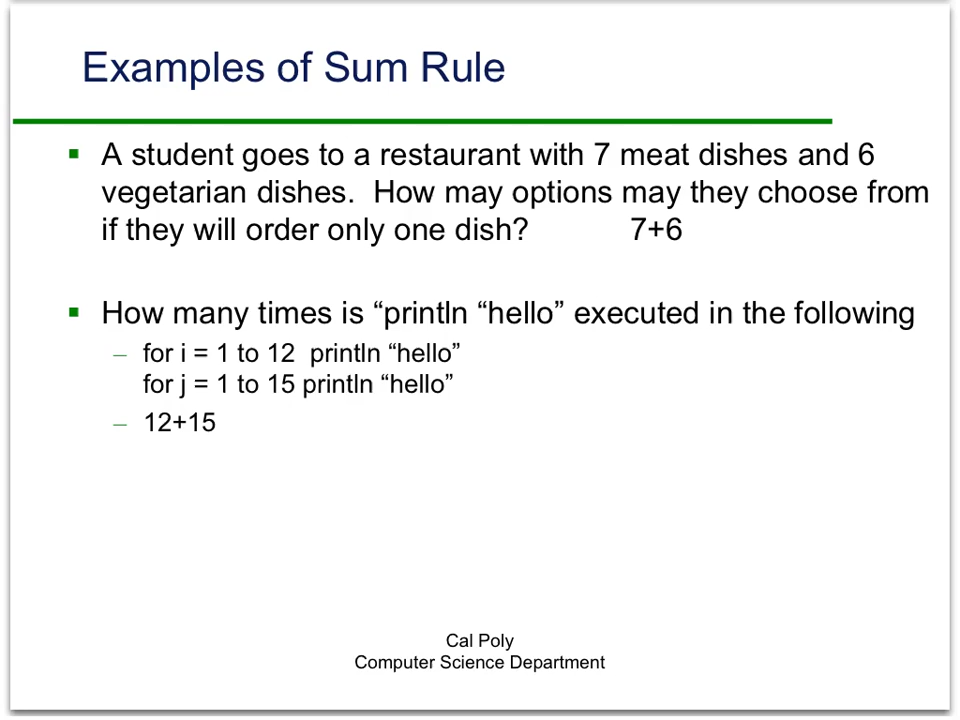 Examples of Sum Rule
A student goes to a restaurant with 7 meat dishes and 6
vegetarian dishes. How may options may they choose from
if they will order only one dish? 7+6
How many times is “println “hello” executed in the following
– for i = 1 to 12 println “hello”
for j = 1 to 15 println “hello”
– 12+15
Cal Poly
Computer Science Department